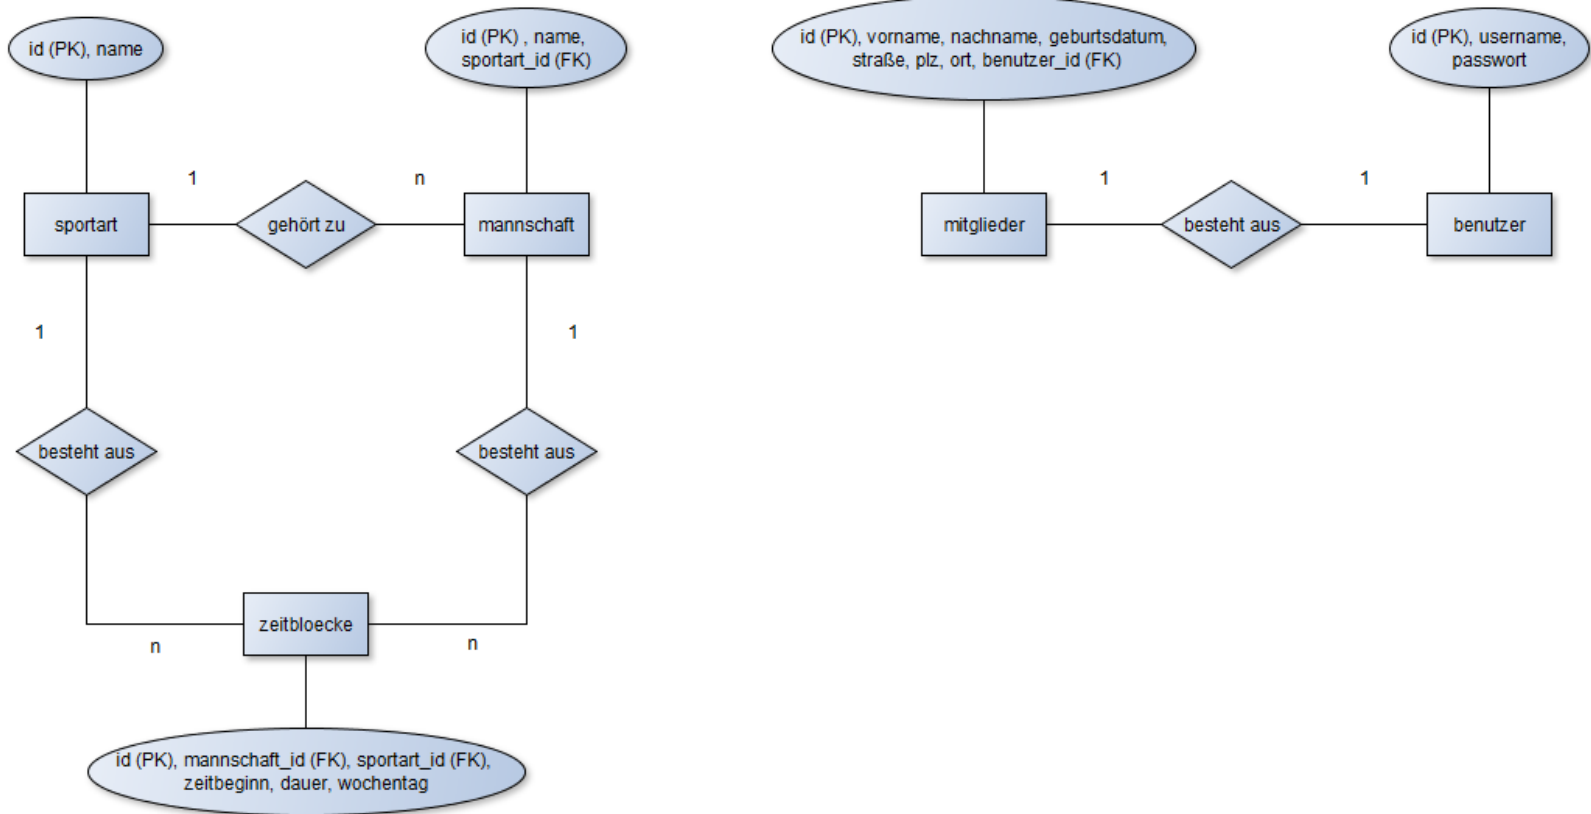 id (PK), name
id (PK) , name,
sportart_id (FK)
id (PK), vorname, nachname, geburtsdatum,
straße, plz, ort, benutzer_id (FK)
id (PK), username,
passwort
1
n
1
1
sportart
gehört zu
mannschaft
mitglieder
besteht aus
benutzer
1
1
besteht aus
besteht aus
zeitbloecke
n
n
id (PK), mannschaft_id (FK), sportart_id (FK),
zeitbeginn, dauer, wochentag